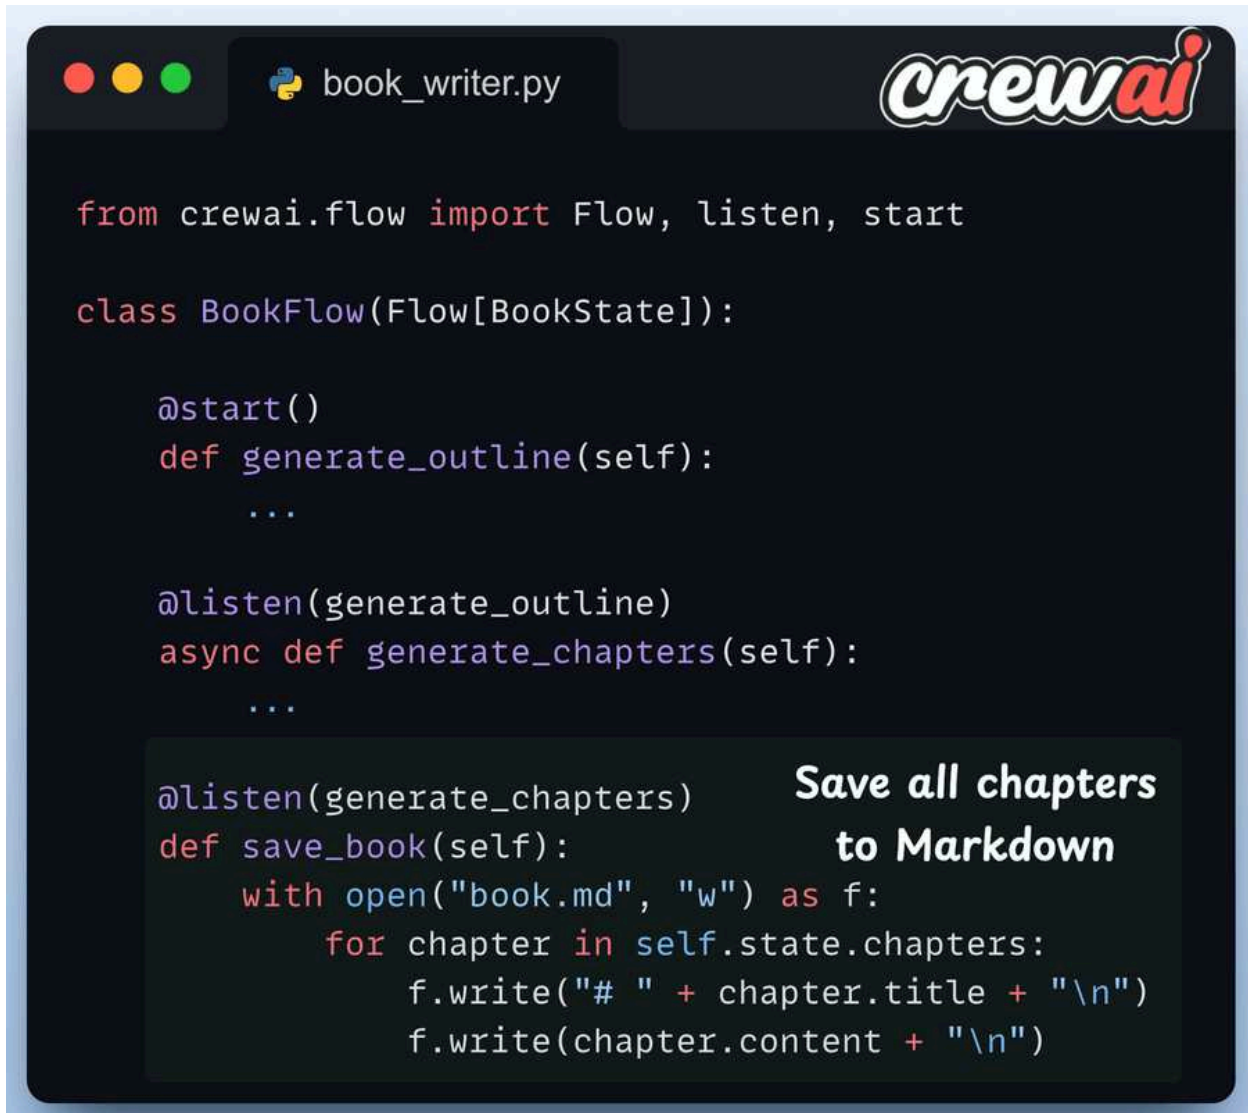 book_writer.py
crewai
from crewai.flow import Flow, listen, start
class BookFlow(Flow[BookState]):
@start()
def generate_outline(self):
...
@listen(generate_outline)
async def generate_chapters(self):
...
Save all chapters
to Markdown
@listen(generate_chapters)
def save_book(self):
with open("book.md", "w") as f:
for chapter in self.state.chapters:
f.write("# " + chapter.title + "\n")
f.write(chapter.content + "\n")